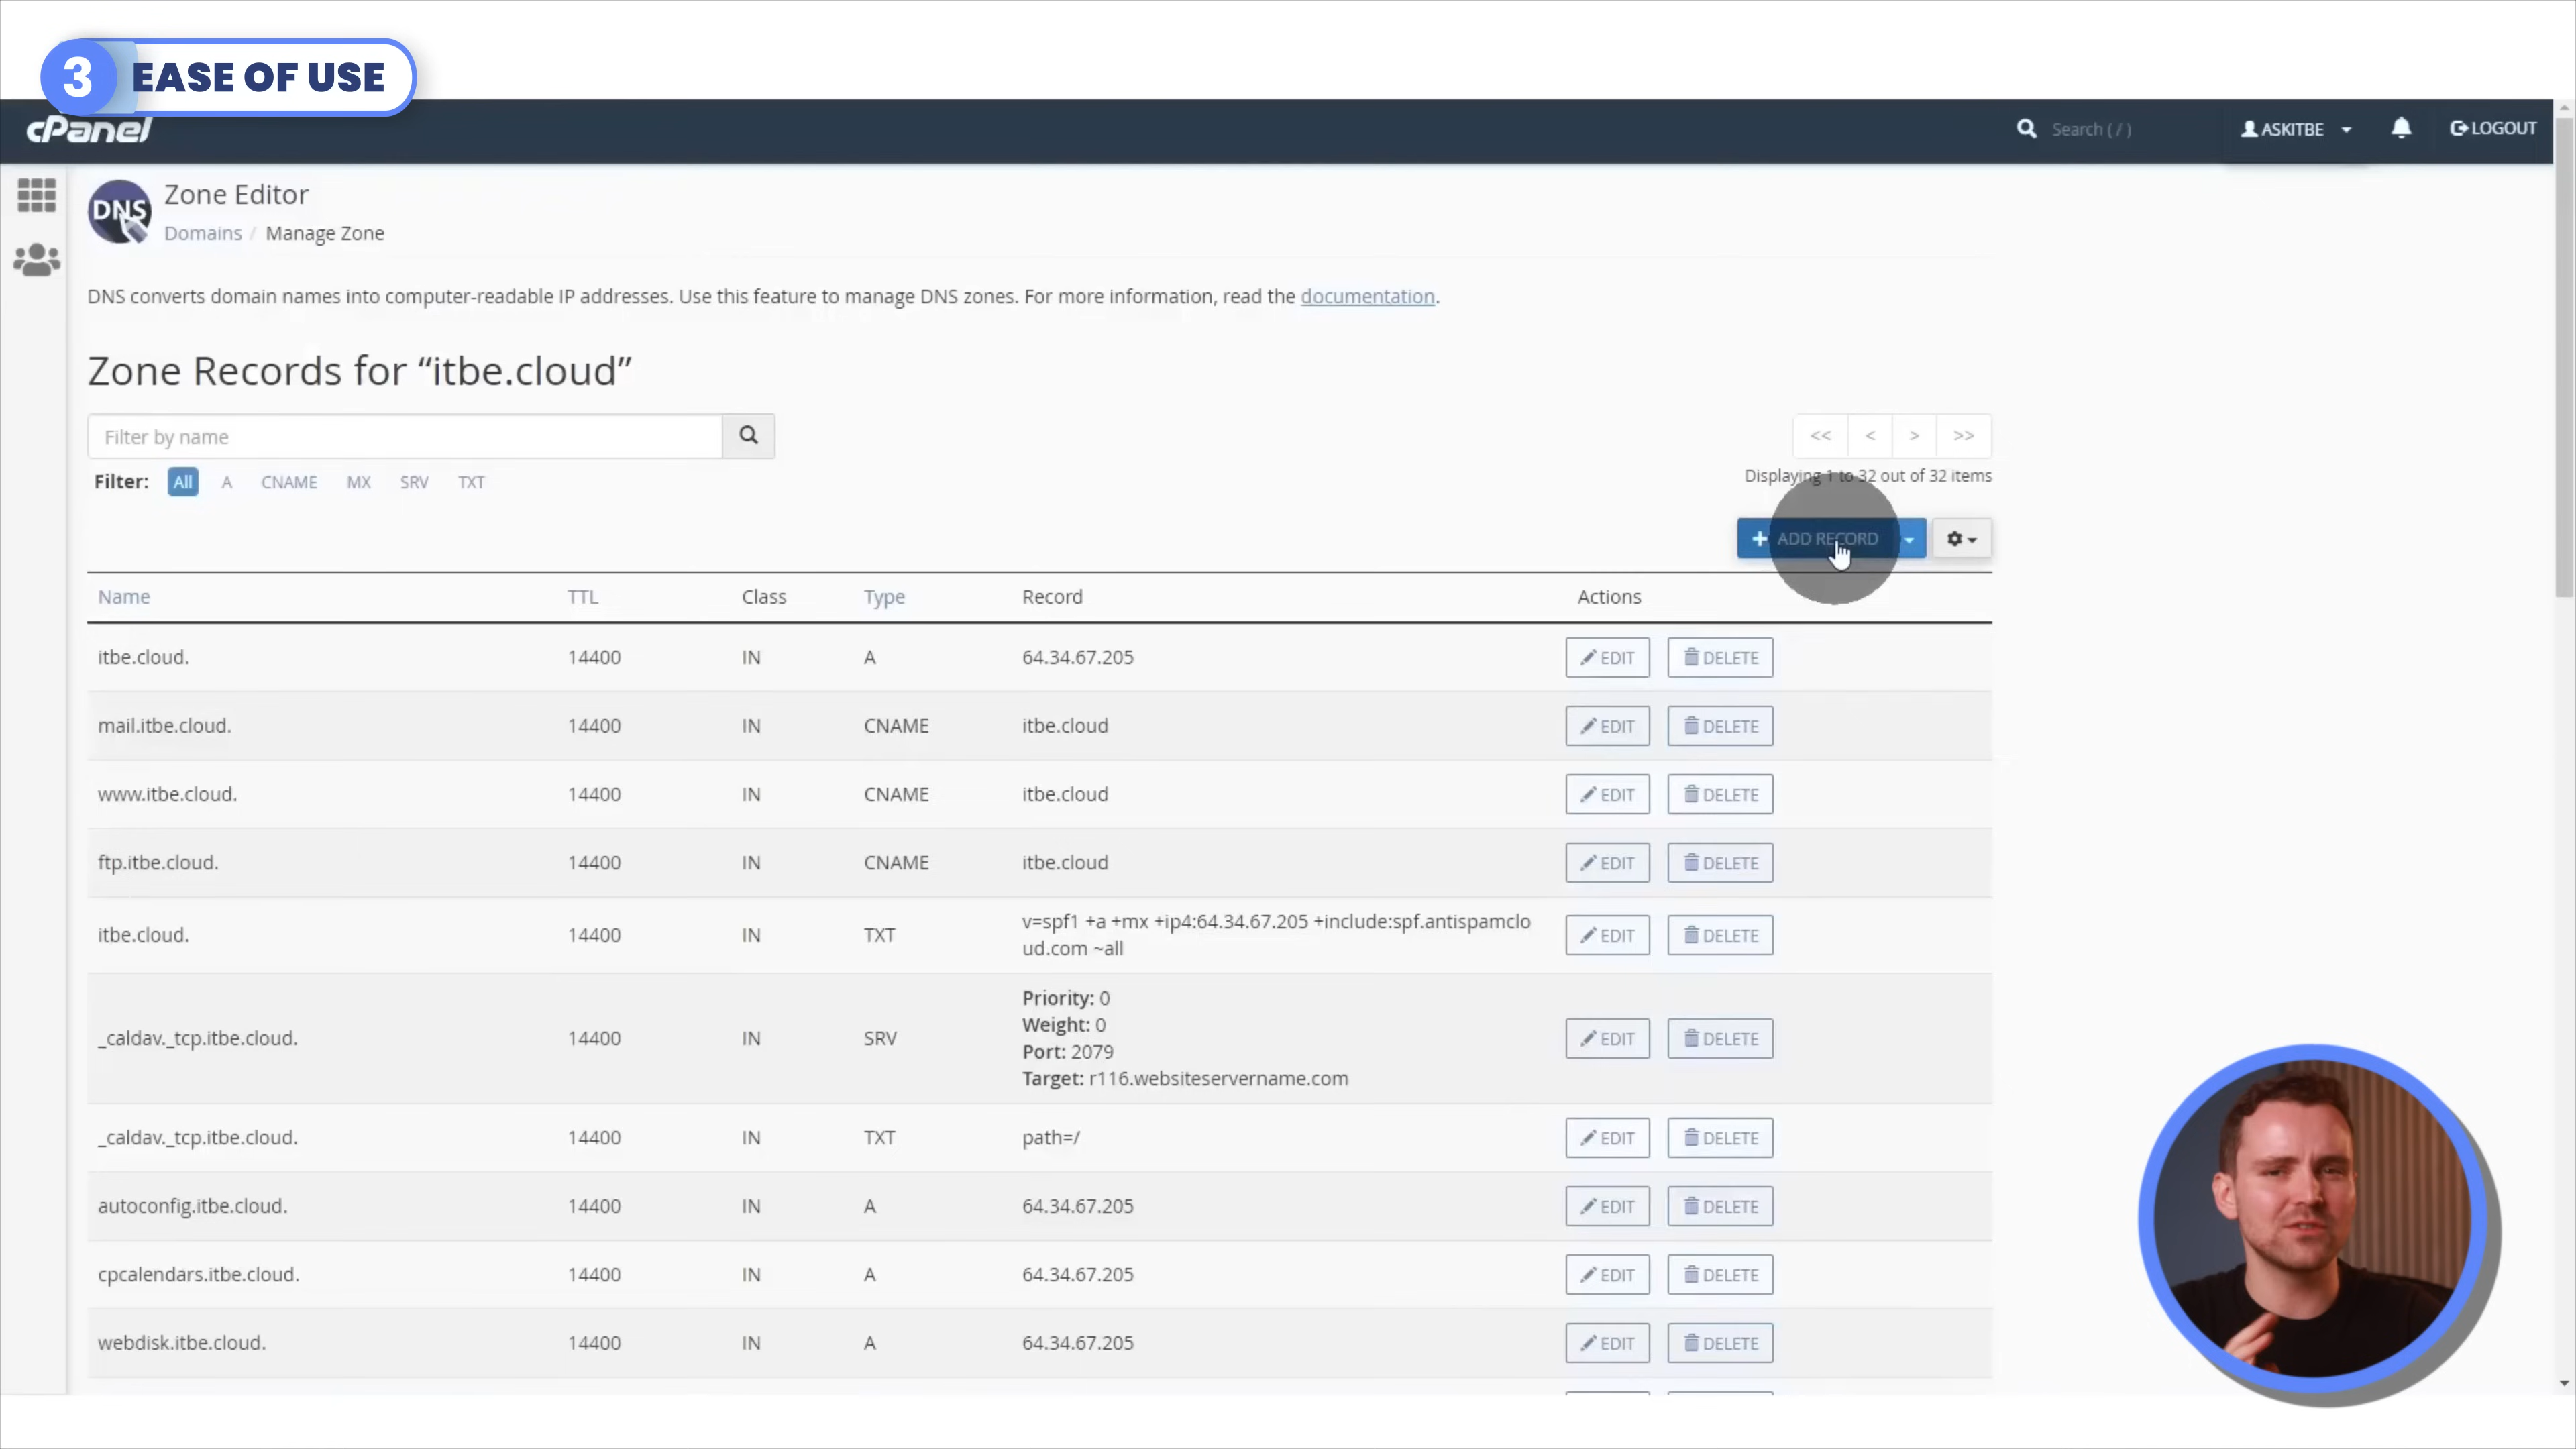 3 EASE OF USE
cPanel
Search ( / )
ASKITBE
LOGOUT
DNS
Zone Editor
Domains / Manage Zone
DNS converts domain names into computer-readable IP addresses. Use this feature to manage DNS zones. For more information, read the documentation.
Zone Records for “itbe.cloud”
Filter by name
<< < > >>
Filter: All A CNAME MX SRV TXT
Displaying 1 to 32 out of 32 items
+ ADD RECORD
Name TTL Class Type Record Actions
itbe.cloud. 14400 IN A 64.34.67.205 EDIT DELETE
mail.itbe.cloud. 14400 IN CNAME itbe.cloud EDIT DELETE
www.itbe.cloud. 14400 IN CNAME itbe.cloud EDIT DELETE
ftp.itbe.cloud. 14400 IN CNAME itbe.cloud EDIT DELETE
itbe.cloud. 14400 IN TXT v=spf1 +a +mx +ip4:64.34.67.205 +include:spf.antispamclo
ud.com ~all EDIT DELETE
_caldav._tcp.itbe.cloud. 14400 IN SRV Priority: 0
Weight: 0
Port: 2079
Target: r116.websiteservername.com EDIT DELETE
_caldav._tcp.itbe.cloud. 14400 IN TXT path=/ EDIT DELETE
autoconfig.itbe.cloud. 14400 IN A 64.34.67.205 EDIT DELETE
cpcalendars.itbe.cloud. 14400 IN A 64.34.67.205 EDIT DELETE
webdisk.itbe.cloud. 14400 IN A 64.34.67.205 EDIT DELETE